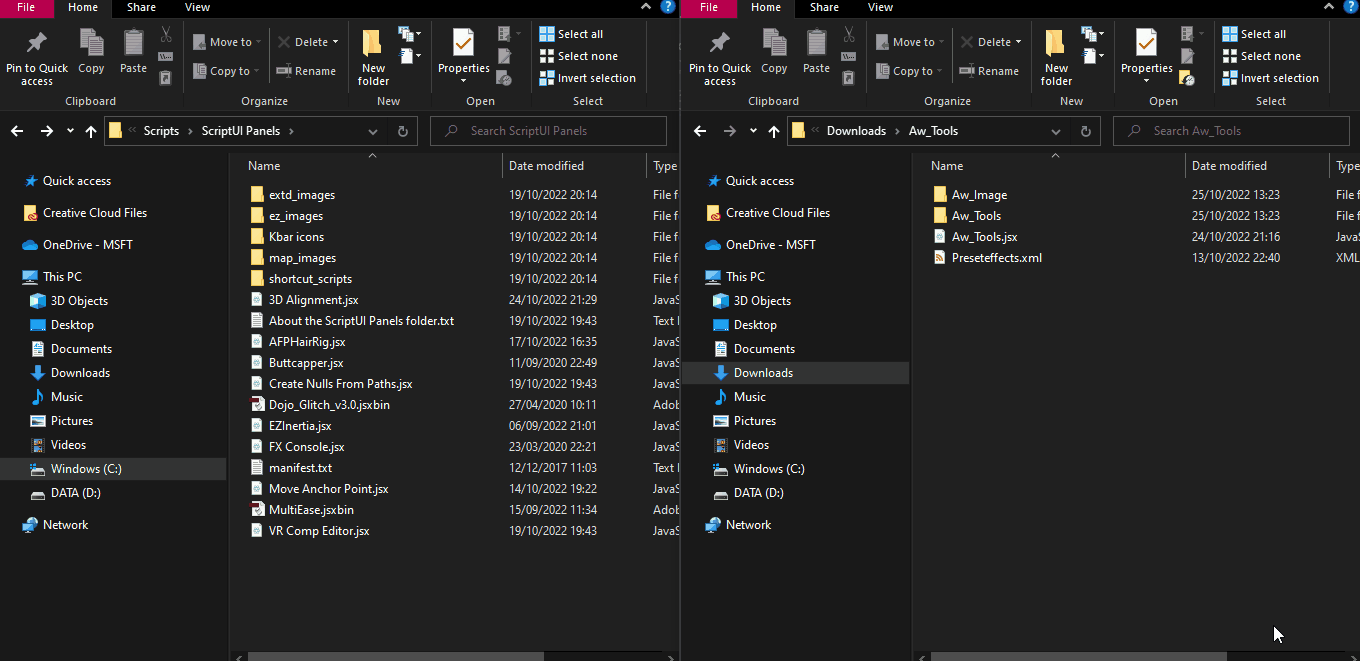 File Home Share View
Pin to Quick access
Copy
Paste
Clipboard
Move to
Copy to
Delete
Rename
Organize
New folder
New
Properties
Open
Select all
Select none
Invert selection
Select
Scripts ScriptUI Panels
Search ScriptUI Panels
Quick access
Creative Cloud Files
OneDrive - MSFT
This PC
3D Objects
Desktop
Documents
Downloads
Music
Pictures
Videos
Windows (C:)
DATA (D:)
Network
Name Date modified Type
extd_images 19/10/2022 20:14 File f
ez_images 19/10/2022 20:14 File f
Kbar icons 19/10/2022 20:14 File f
map_images 19/10/2022 20:14 File f
shortcut_scripts 19/10/2022 20:14 File f
3D Alignment.jsx 24/10/2022 21:29 JavaS
About the ScriptUI Panels folder.txt 19/10/2022 19:43 Text
AFPHairRig.jsx 17/10/2022 16:35 JavaS
Buttcapper.jsx 11/09/2020 22:49 JavaS
Create Nulls From Paths.jsx 19/10/2022 19:43 JavaS
Dojo_Glitch_v3.0.jsxbin 27/04/2020 10:11 Adob
EZInertia.jsx 06/09/2022 21:01 JavaS
FX Console.jsx 23/03/2020 22:21 JavaS
manifest.txt 12/12/2017 11:03 Text
Move Anchor Point.jsx 14/10/2022 19:22 JavaS
MultiEase.jsxbin 15/09/2022 11:34 Adob
VR Comp Editor.jsx 19/10/2022 19:43 JavaS
File Home Share View
Pin to Quick access
Copy
Paste
Clipboard
Move to
Copy to
Delete
Rename
Organize
New folder
New
Properties
Open
Select all
Select none
Invert selection
Select
Downloads Aw_Tools
Search Aw_Tools
Quick access
Creative Cloud Files
OneDrive - MSFT
This PC
3D Objects
Desktop
Documents
Downloads
Music
Pictures
Videos
Windows (C:)
DATA (D:)
Network
Name Date modified Type
Aw_Image 25/10/2022 13:23 File f
Aw_Tools 25/10/2022 13:23 File f
Aw_Tools.jsx 24/10/2022 21:16 JavaS
Preseteffects.xml 13/10/2022 22:40 XML